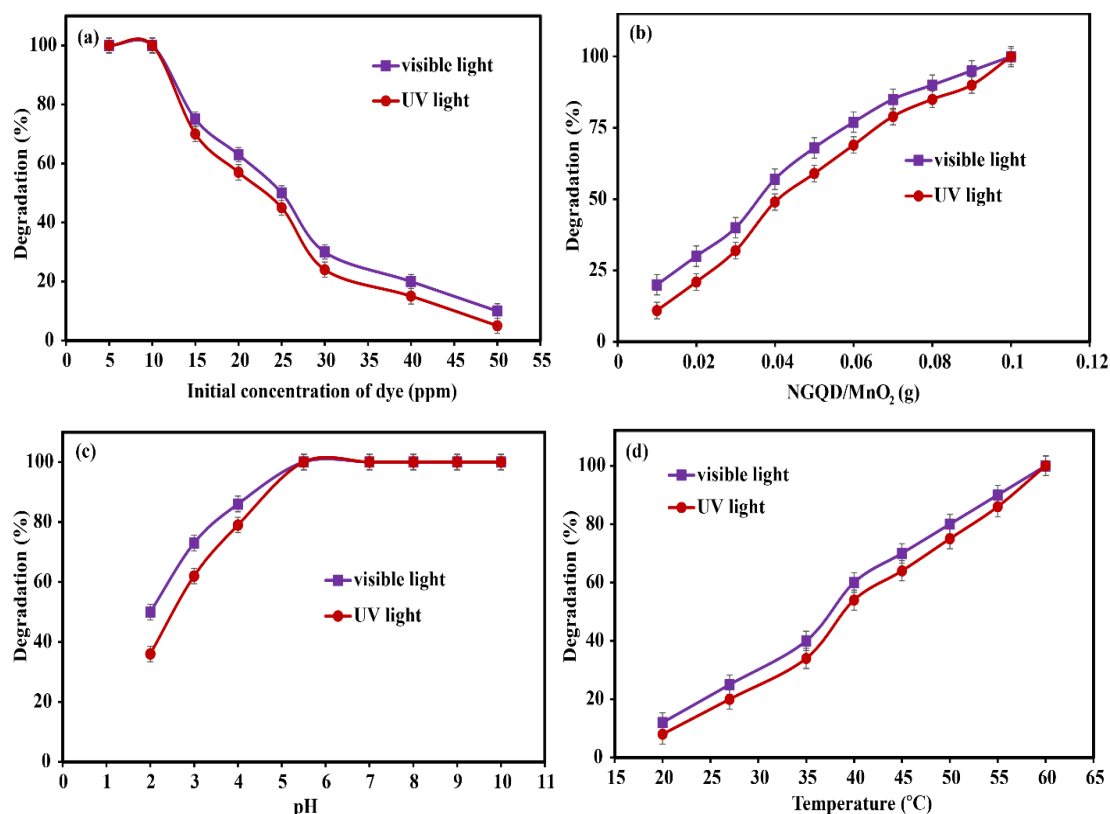 (a)
visible light
UV light
Degradation (%)
100
80
60
40
20
0
0 5 10 15 20 25 30 35 40 45 50 55
Initial concentration of dye (ppm)
(b)
visible light
UV light
Degradation (%)
100
75
50
25
0
0 0.02 0.04 0.06 0.08 0.1 0.12
NGQD/MnO₂ (g)
(c)
visible light
UV light
Degradation (%)
100
80
60
40
20
0
0 1 2 3 4 5 6 7 8 9 10 11
pH
(d)
visible light
UV light
Degradation (%)
100
80
60
40
20
0
15 20 25 30 35 40 45 50 55 60 65
Temperature (°C)